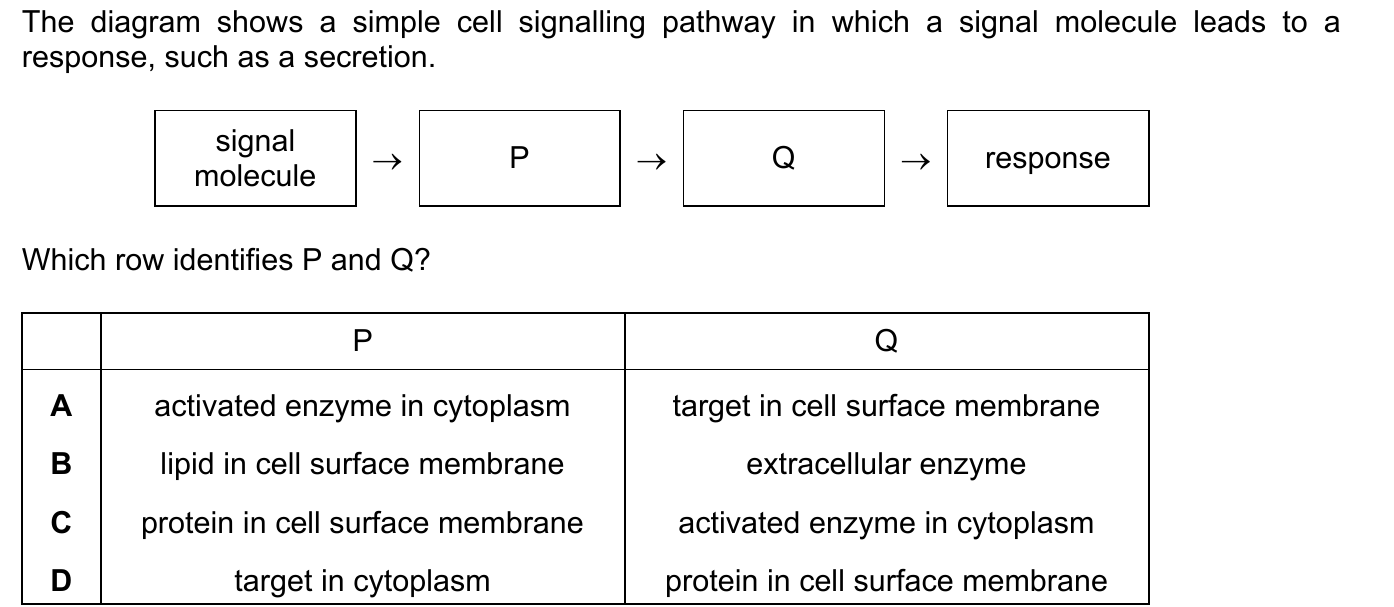 The diagram shows a simple cell signalling pathway in which a signal molecule leads to a
response, such as a secretion.
signal
molecule
→
P
→
Q
→
response
Which row identifies P and Q?
P Q
A activated enzyme in cytoplasm target in cell surface membrane
B lipid in cell surface membrane extracellular enzyme
C protein in cell surface membrane activated enzyme in cytoplasm
D target in cytoplasm protein in cell surface membrane